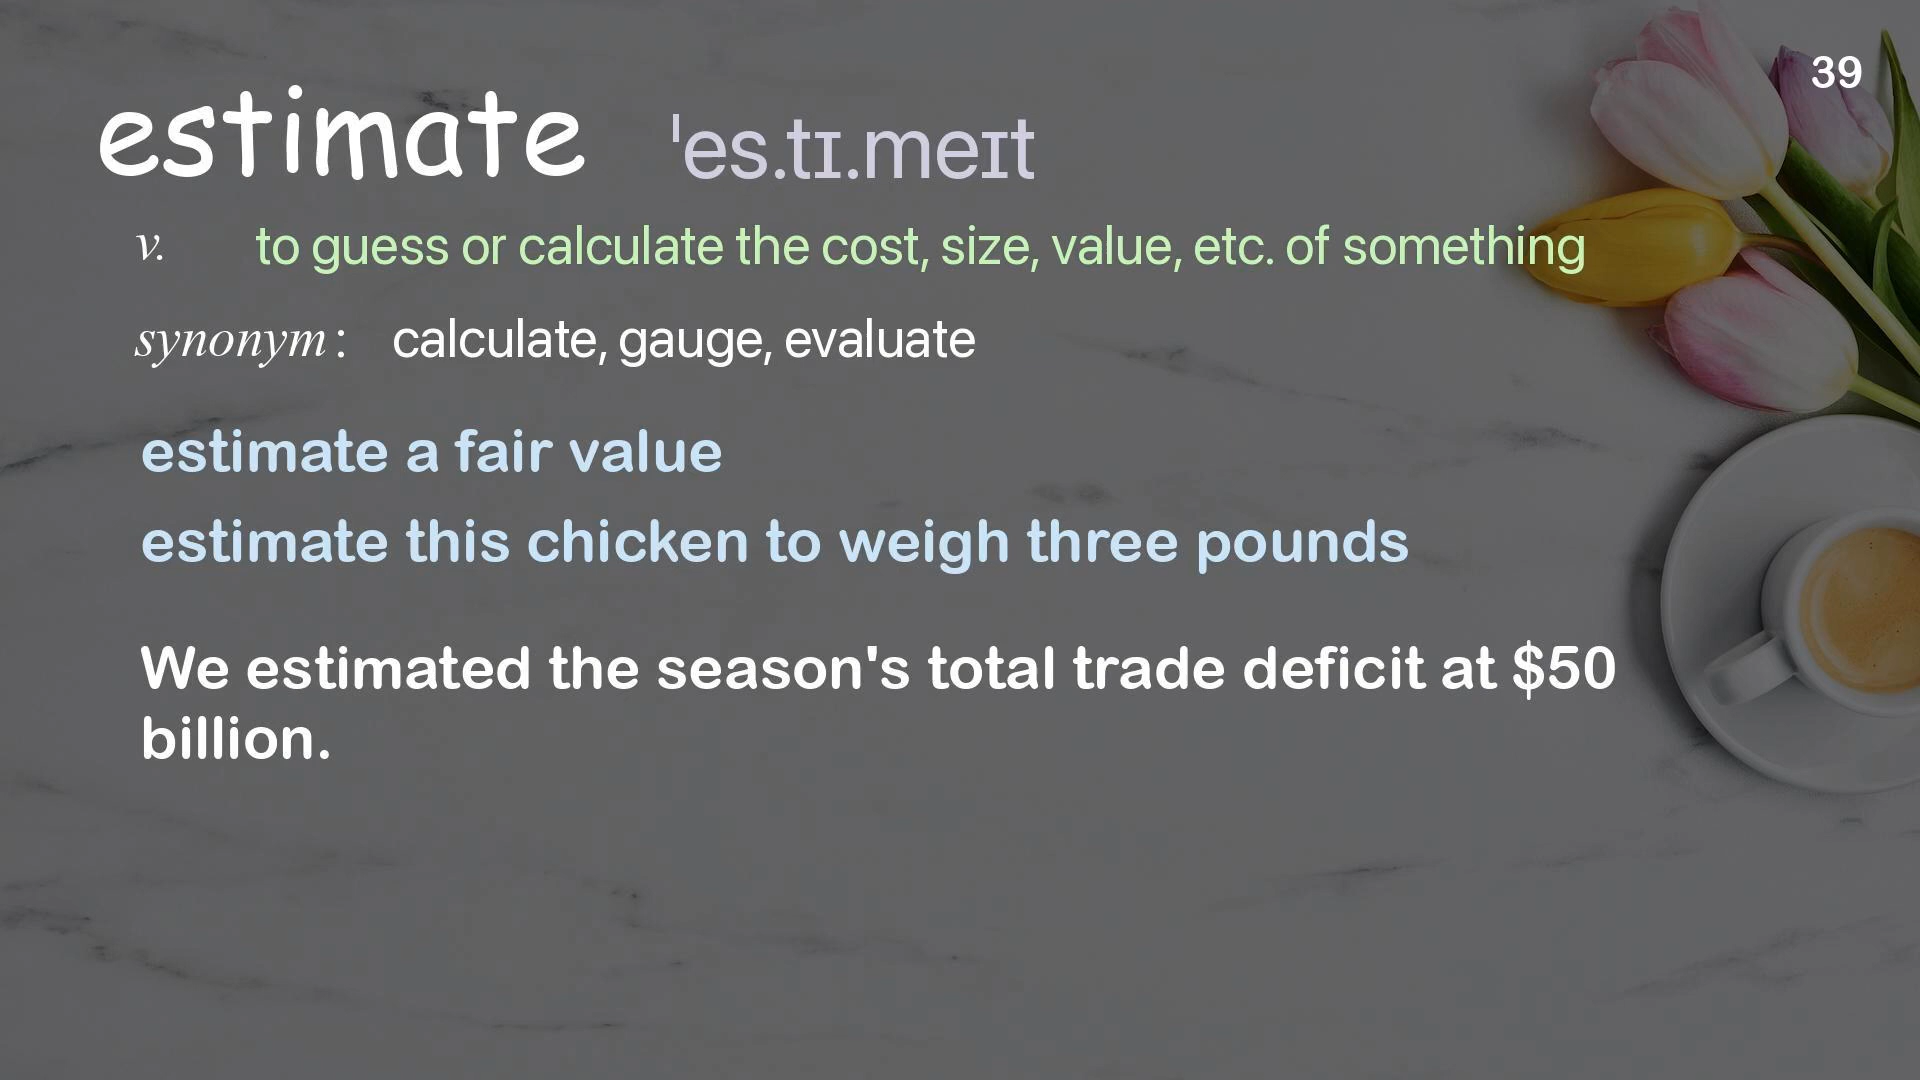 39
estimate ˈes.tɪ.meɪt
v. to guess or calculate the cost, size, value, etc. of something
synonym: calculate, gauge, evaluate
estimate a fair value
estimate this chicken to weigh three pounds
We estimated the season's total trade deficit at $50
billion.